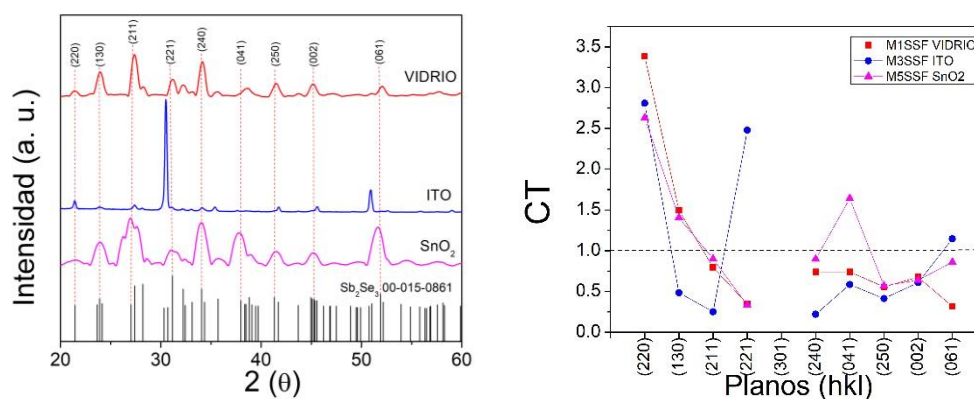 (220)
(130)
(211)
(221)
(240)
(041)
(250)
(002)
(061)
VIDRIO
ITO
SnO2
Sb2Se3 00-015-0861
Intensidad (a. u.)
20
30
40
50
60
2 (θ)
M1SSF VIDRIO
M3SSF ITO
M5SSF SnO2
3.5
3.0
2.5
2.0
1.5
1.0
0.5
0.0
CT
(220)
(130)
(211)
(221)
(301)
(240)
(041)
(250)
(002)
(061)
Planos (hkl)